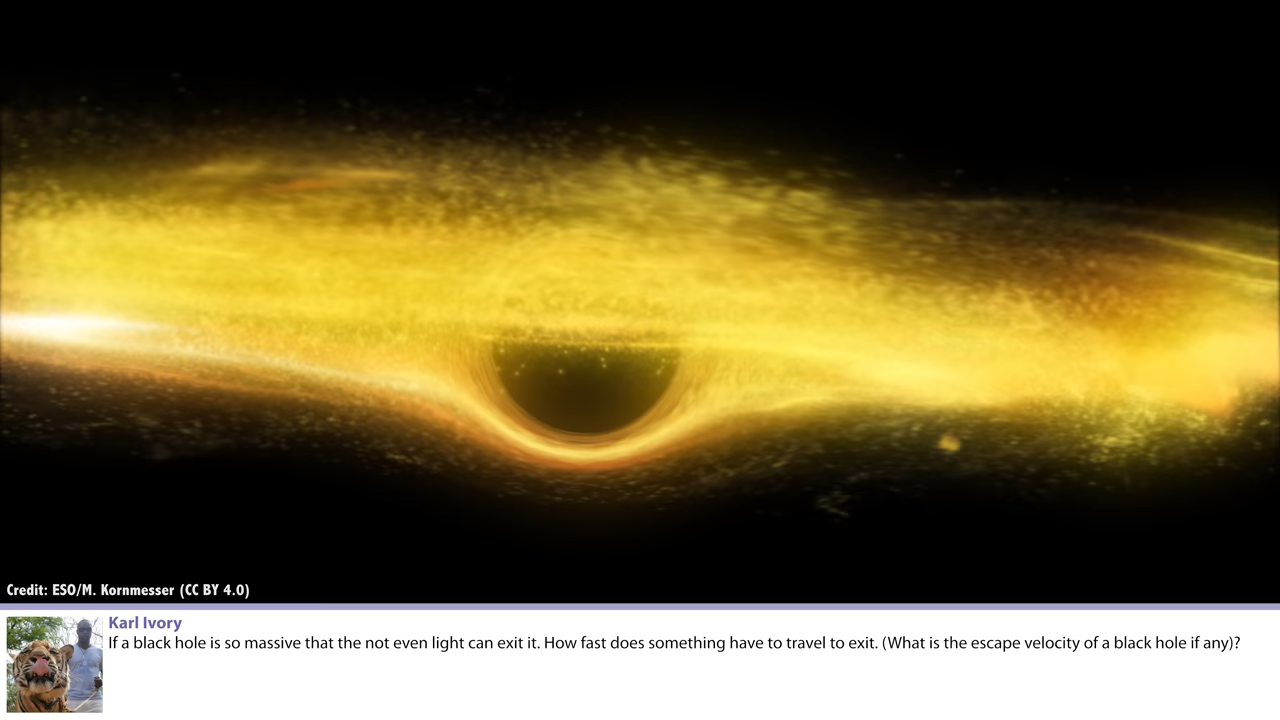 Credit: ESO/M. Kornmesser (CC BY 4.0)
Karl Ivory
If a black hole is so massive that the not even light can exit it. How fast does something have to travel to exit. (What is the escape velocity of a black hole if any)?